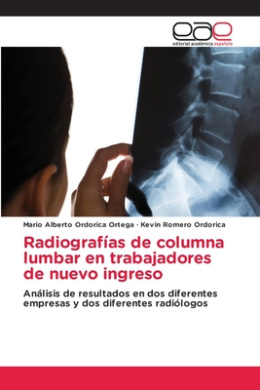 eae
editorial académica española
Mario Alberto Ordorica Ortega · Kevin Romero Ordorica
Radiografías de columna
lumbar en trabajadores
de nuevo ingreso
Análisis de resultados en dos diferentes
empresas y dos diferentes radiólogos